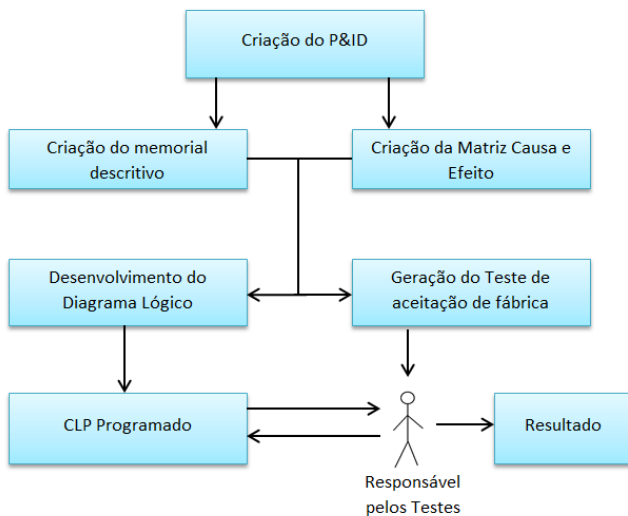 Criação do P&ID
Criação do memorial
descritivo
Criação da Matriz Causa e
Efeito
Desenvolvimento do
Diagrama Lógico
Geração do Teste de
aceitação de fábrica
CLP Programado
Resultado
Responsável
pelos Testes